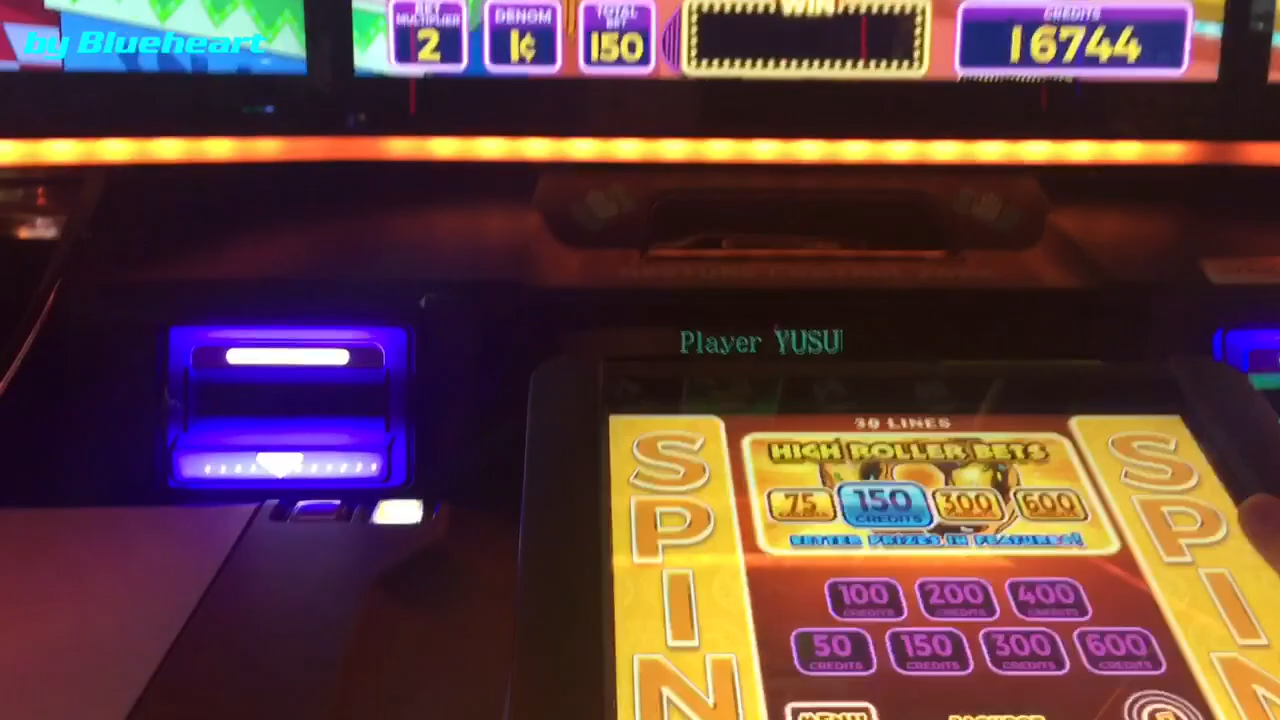 by Blueheart
BET MULTIPLIER
2
DENOM
1¢
TOTAL BET
150
WIN
CREDITS
16744
Player YUSU
30 LINES
HIGH ROLLER BETS
75
150 CREDITS
300
600
BETTER PRIZES IN FEATURES!
100 CREDITS
200 CREDITS
400 CREDITS
50 CREDITS
150 CREDITS
300 CREDITS
600 CREDITS
SPIN
SPIN
MENU
JACKPOT